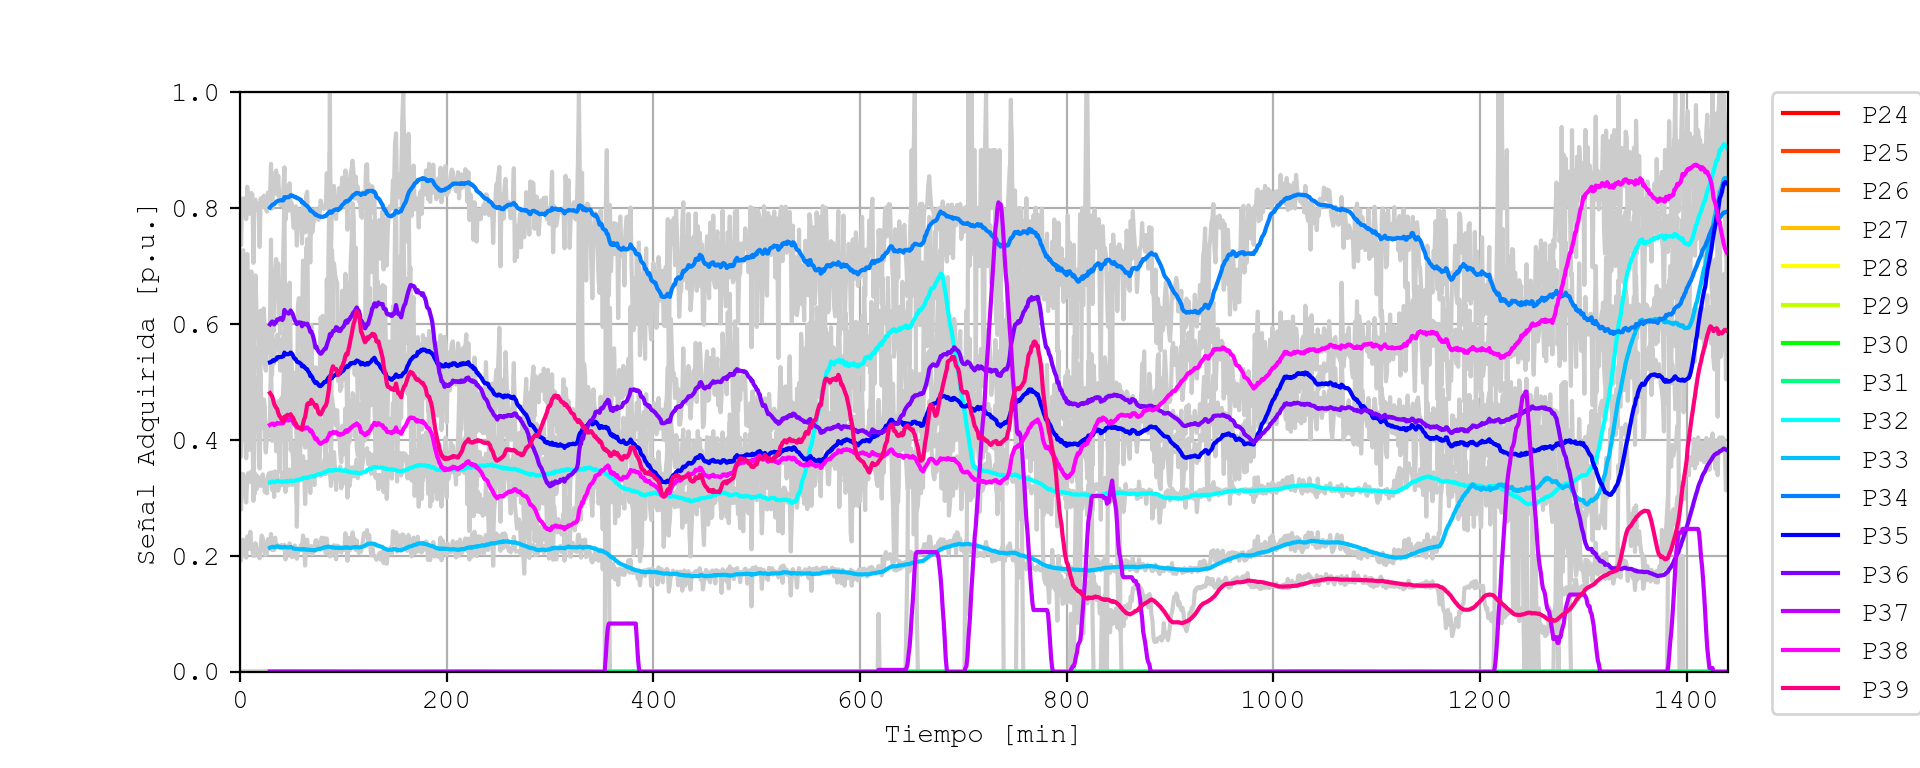 Señal Adquirida [p.u.]
1.0
0.8
0.6
0.4
0.2
0.0
0 200 400 600 800 1000 1200 1400
Tiempo [min]
P24
P25
P26
P27
P28
P29
P30
P31
P32
P33
P34
P35
P36
P37
P38
P39